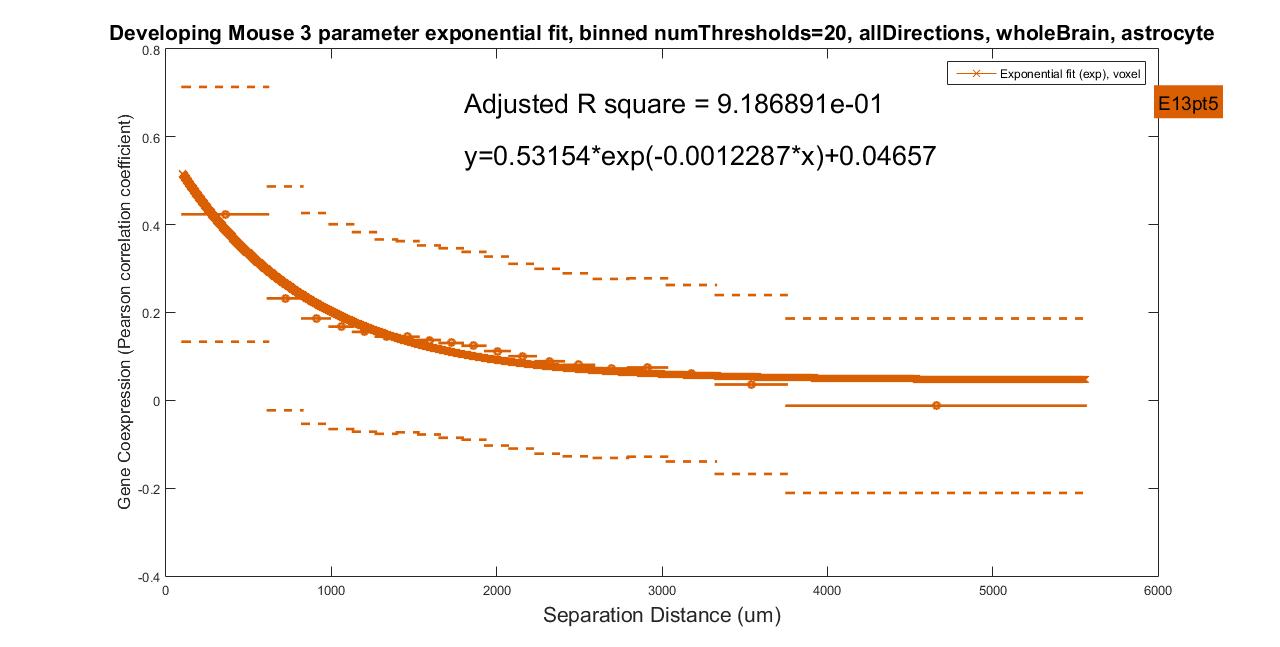 Developing Mouse 3 parameter exponential fit, binned numThresholds=20, allDirections, wholeBrain, astrocyte
Exponential fit (exp), voxel
E13pt5
Adjusted R square = 9.186891e-01
y=0.53154*exp(-0.0012287*x)+0.04657
Gene Coexpression (Pearson correlation coefficient)
0.8
0.6
0.4
0.2
0
-0.2
-0.4
0 1000 2000 3000 4000 5000 6000
Separation Distance (um)